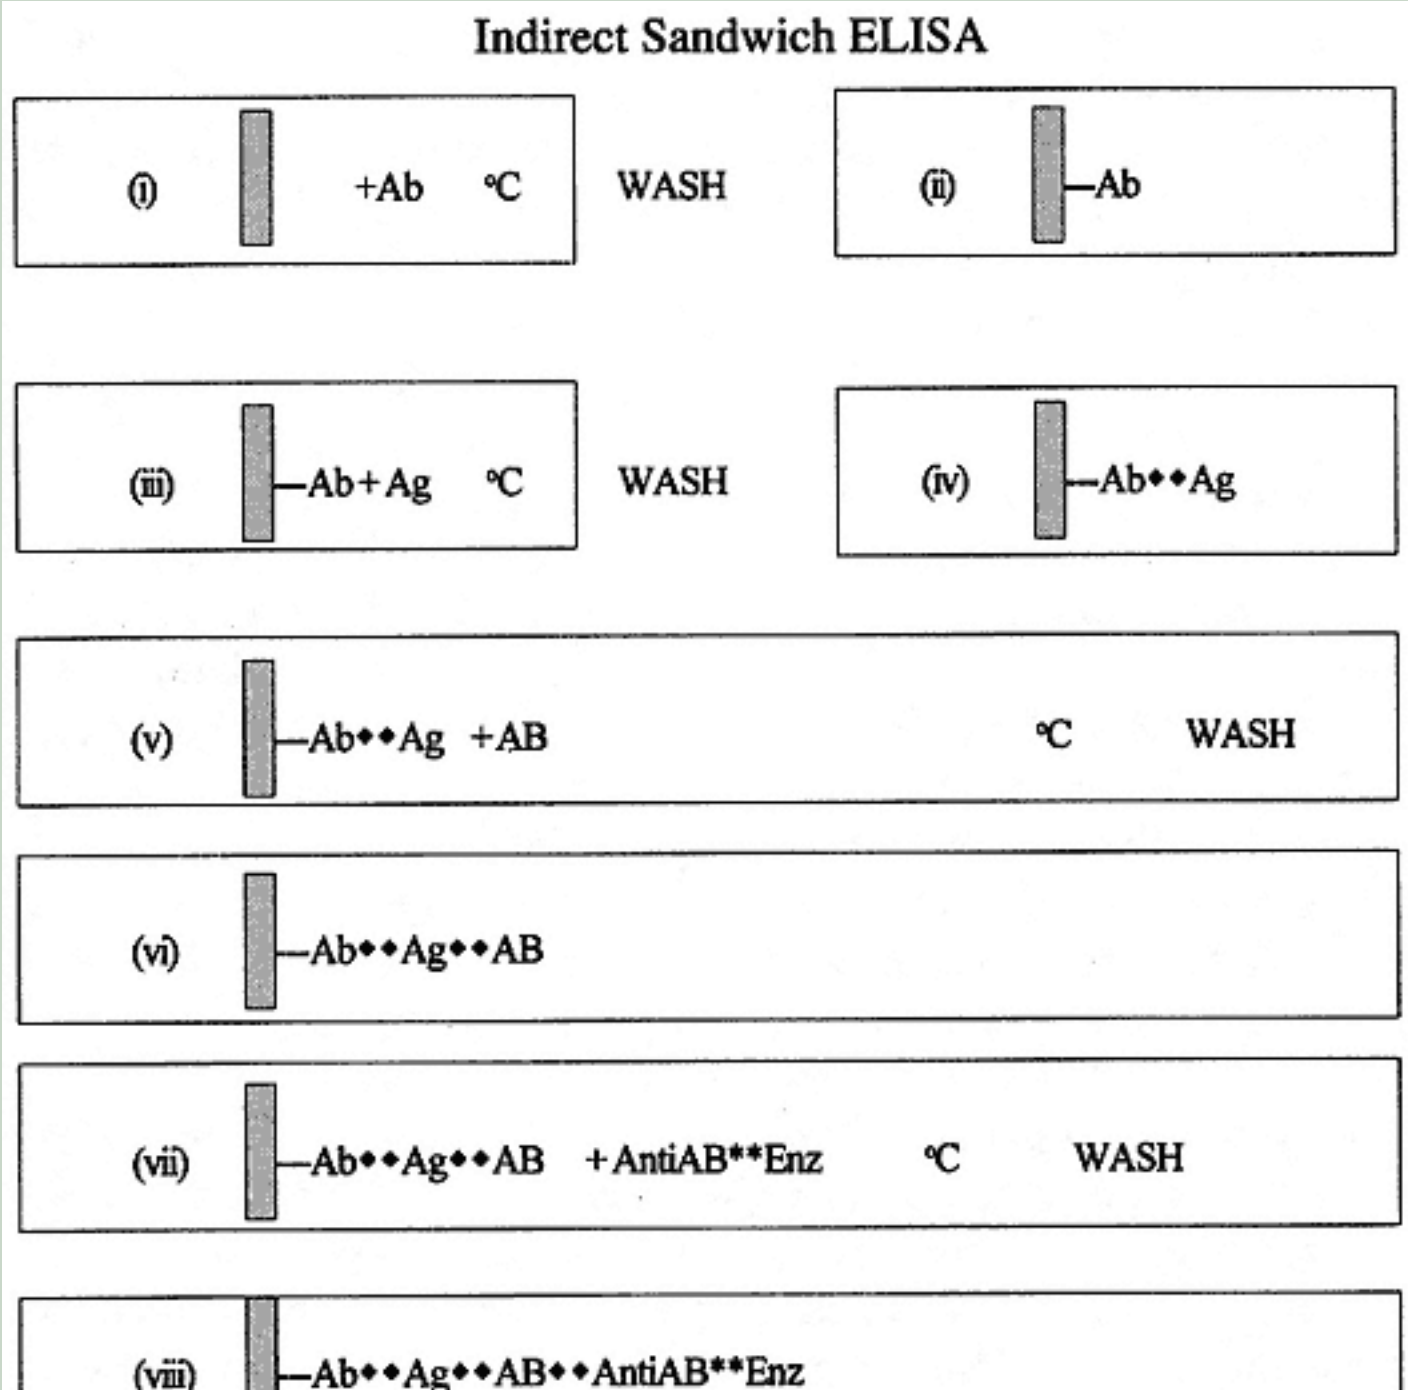 Indirect Sandwich ELISA
(i) +Ab °C WASH (ii) –Ab
(iii) –Ab+Ag °C WASH (iv) –Ab◆◆Ag
(v) –Ab◆◆Ag +AB °C WASH
(vi) –Ab◆◆Ag◆◆AB
(vii) –Ab◆◆Ag◆◆AB +AntiAB**Enz °C WASH
(viii) –Ab◆◆Ag◆◆AB◆◆AntiAB**Enz